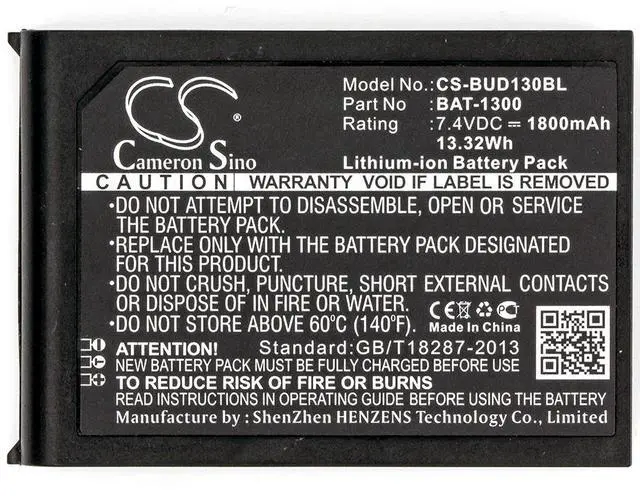 CS
Cameron Sino
Model No.:CS-BUD130BL
Part No :BAT-1300
Rating :7.4VDC ⎓ 1800mAh
13.32Wh
Lithium-ion Battery Pack
CAUTION WARRANTY VOID IF LABEL IS REMOVED
•DO NOT ATTEMPT TO DISASSEMBLE, OPEN OR SERVICE
THE BATTERY PACK.
•REPLACE ONLY WITH THE BATTERY PACK DESIGNATED
FOR THIS PRODUCT.
•DO NOT CRUSH, PUNCTURE, SHORT EXTERNAL CONTACTS
OR DISPOSE OF IN FIRE OR WATER.
•DO NOT STORE ABOVE 60°C (140°F).
CE
Made in China
ATTENTION! Standard:GB/T18287-2013
NEW BATTERY PACK MUST BE FULLY CHARGED BEFORE USE
TO REDUCE RISK OF FIRE OR BURNS
READ INSTRUCTIONS IN OPERATING GUIDE BEFORE USE.
Manufacture by : ShenZhen HENZENS Technology Co., Limited